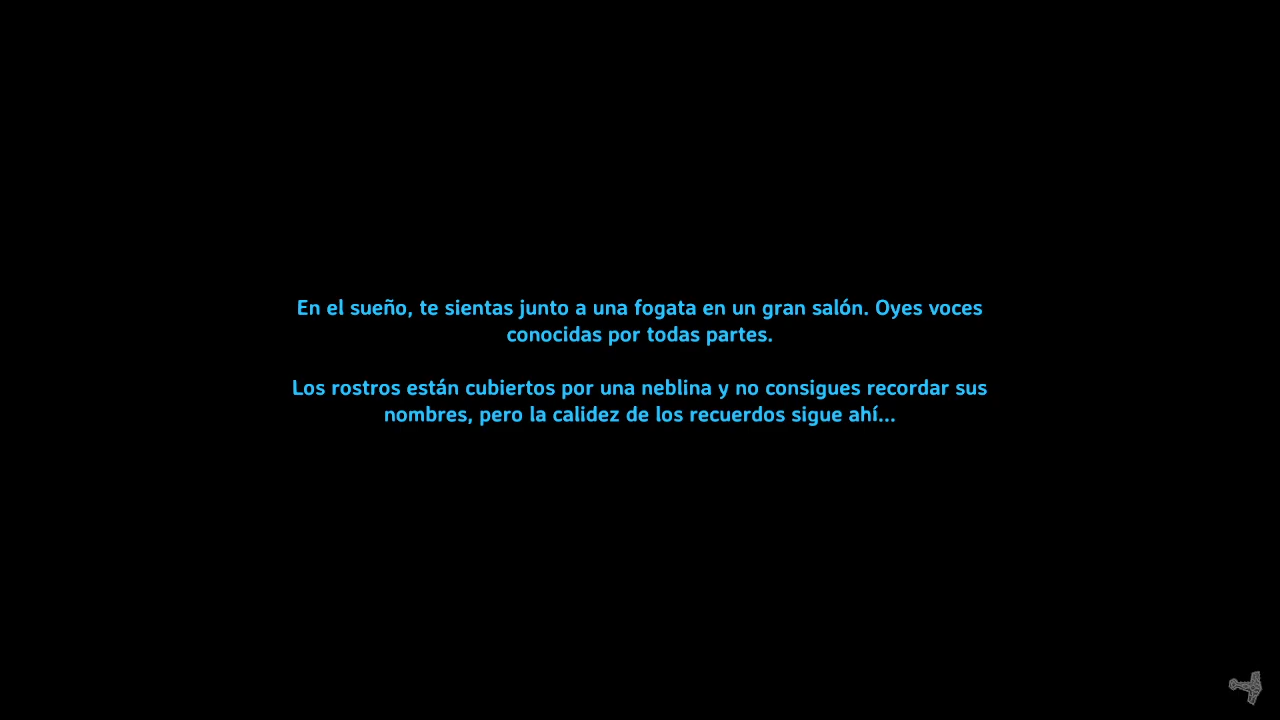 En el sueño, te sientas junto a una fogata en un gran salón. Oyes voces
conocidas por todas partes.
Los rostros están cubiertos por una neblina y no consigues recordar sus
nombres, pero la calidez de los recuerdos sigue ahí...